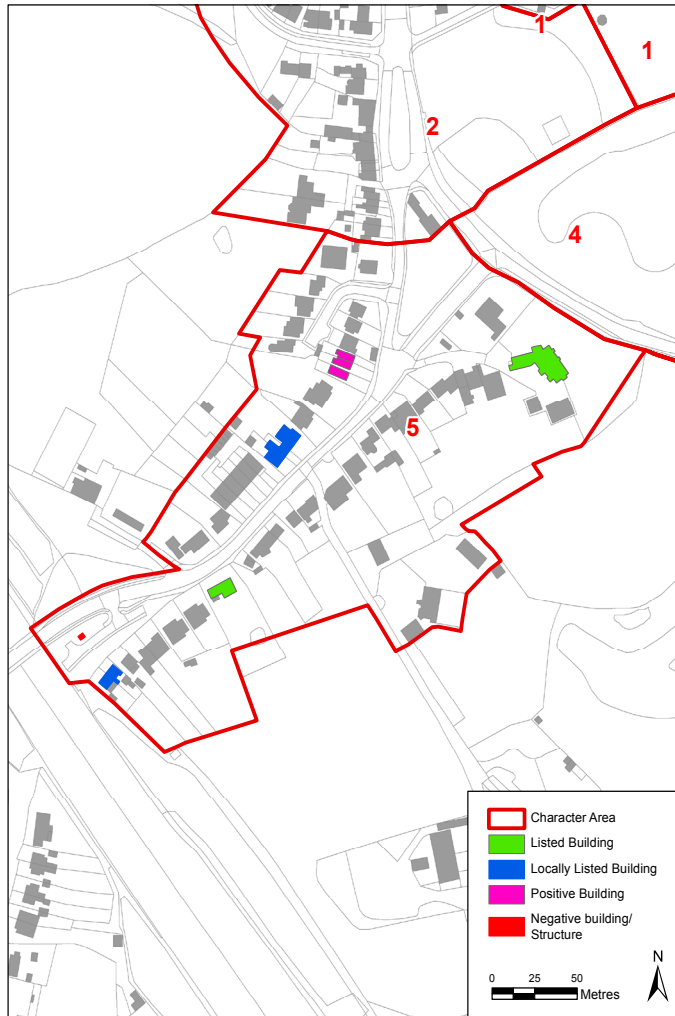 1
1
2
4
5
Character Area
Listed Building
Locally Listed Building
Positive Building
Negative building/
Structure
N
0 25 50
Metres